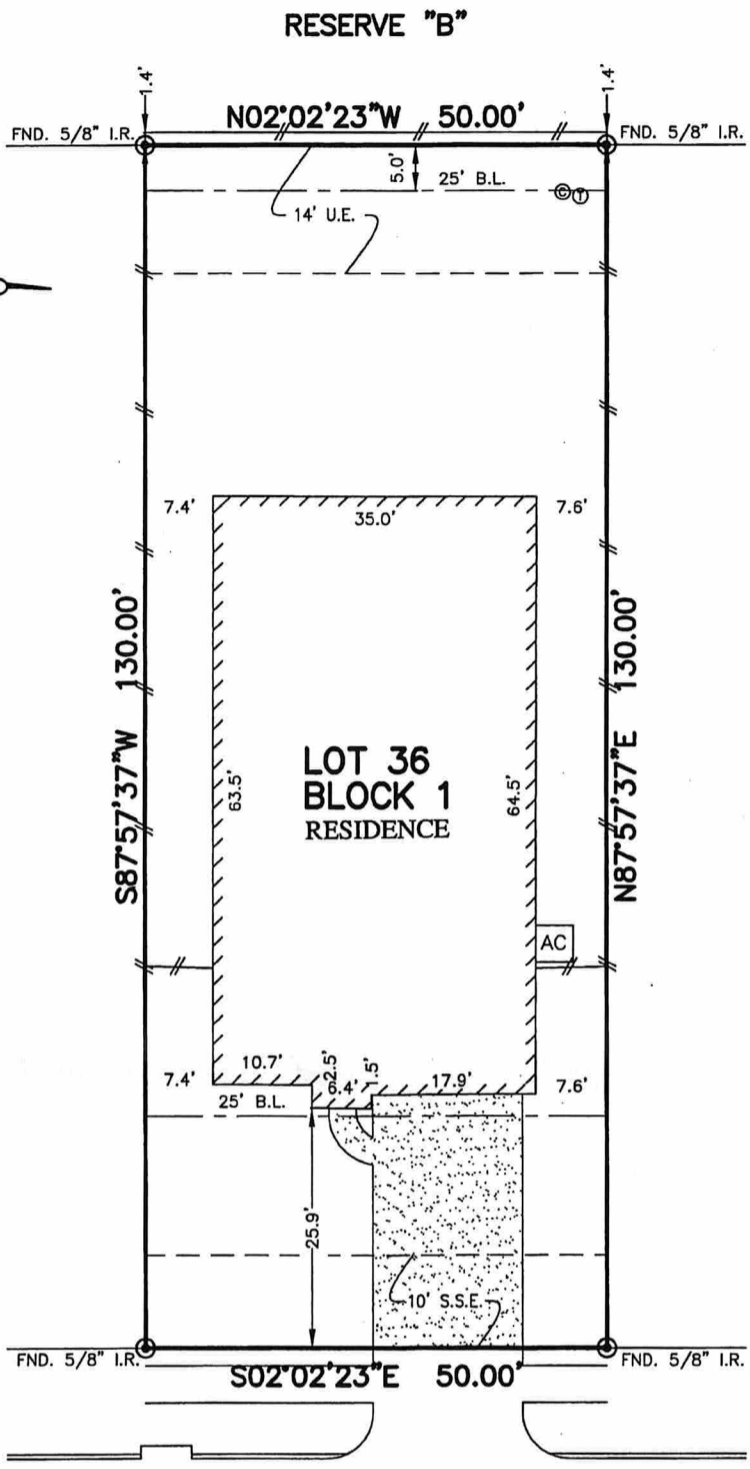 RESERVE "B"
1.4'
1.4'
FND. 5/8" I.R.
N02°02'23"W 50.00'
FND. 5/8" I.R.
5.0'
25' B.L.
C T
14' U.E.
7.4'
35.0'
7.6'
S87°57'37"W 130.00'
63.5'
LOT 36
BLOCK 1
RESIDENCE
64.5'
N87°57'37"E 130.00'
AC
7.4'
10.7'
2.5'
6.4'
1.5'
17.9'
7.6'
25' B.L.
25.9'
10' S.S.E.
FND. 5/8" I.R.
S02°02'23"E 50.00'
FND. 5/8" I.R.